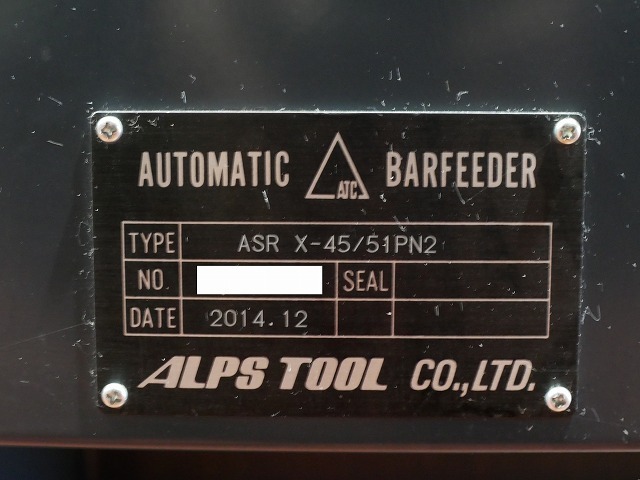 AUTOMATIC ATC BARFEEDER
TYPE ASR X-45/51PN2
NO. SEAL
DATE 2014.12
ALPS TOOL CO.,LTD.